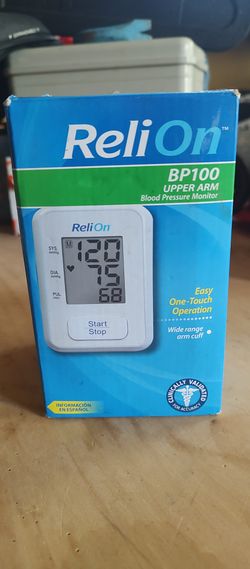 ReliOn™
BP100
UPPER ARM
Blood Pressure Monitor
ReliOn
M
SYS. mmHg 120
DIA. mmHg 75
PUL. 68
Start
Stop
Easy
One-Touch
Operation
Wide range
arm cuff
INFORMACIÓN
EN ESPAÑOL
CLINICALLY VALIDATED
FOR ACCURACY